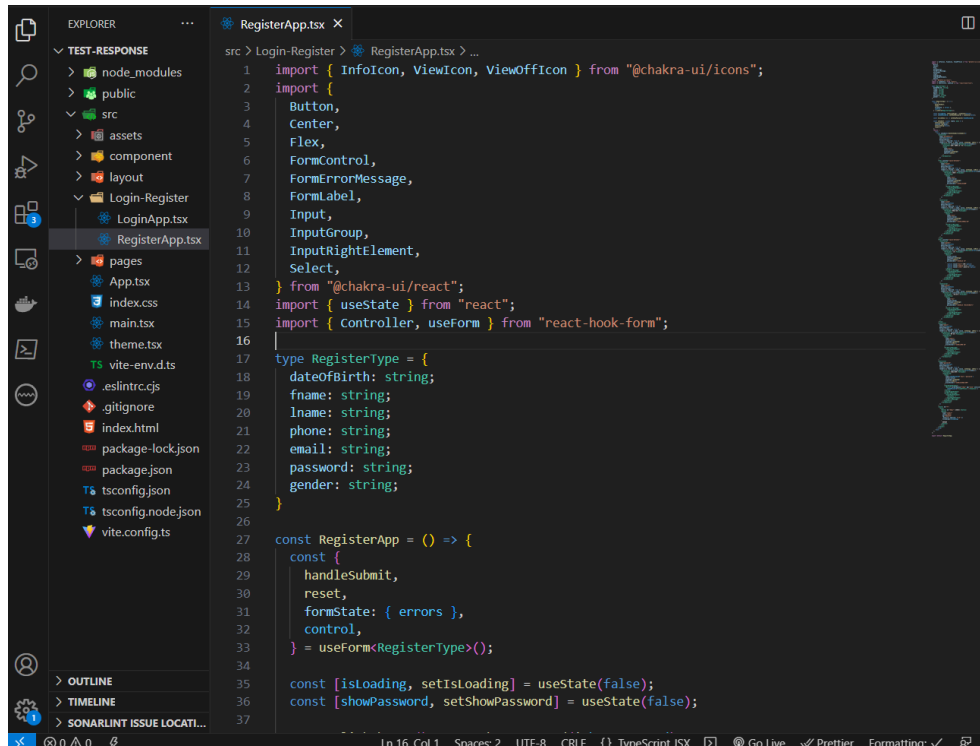 EXPLORER ...
TEST-RESPONSE
node_modules
public
src
assets
component
layout
Login-Register
LoginApp.tsx
RegisterApp.tsx
pages
App.tsx
index.css
main.tsx
theme.tsx
TS vite-env.d.ts
.eslintrc.cjs
.gitignore
index.html
package-lock.json
package.json
tsconfig.json
tsconfig.node.json
vite.config.ts
OUTLINE
TIMELINE
SONARLINT ISSUE LOCATI...
3
1
RegisterApp.tsx
src > Login-Register > RegisterApp.tsx > ...
1 import { InfoIcon, ViewIcon, ViewOffIcon } from "@chakra-ui/icons";
2 import {
3 Button,
4 Center,
5 Flex,
6 FormControl,
7 FormErrorMessage,
8 FormLabel,
9 Input,
10 InputGroup,
11 InputRightElement,
12 Select,
13 } from "@chakra-ui/react";
14 import { useState } from "react";
15 import { Controller, useForm } from "react-hook-form";
16
17 type RegisterType = {
18 dateOfBirth: string;
19 fname: string;
20 lname: string;
21 phone: string;
22 email: string;
23 password: string;
24 gender: string;
25 }
26
27 const RegisterApp = () => {
28 const {
29 handleSubmit,
30 reset,
31 formState: { errors },
32 control,
33 } = useForm<RegisterType>();
34
35 const [isLoading, setIsLoading] = useState(false);
36 const [showPassword, setShowPassword] = useState(false);
37
0 0 Ln 16, Col 1 Spaces: 2 UTF-8 CRLF {} TypeScript JSX Go Live Prettier Formatting: